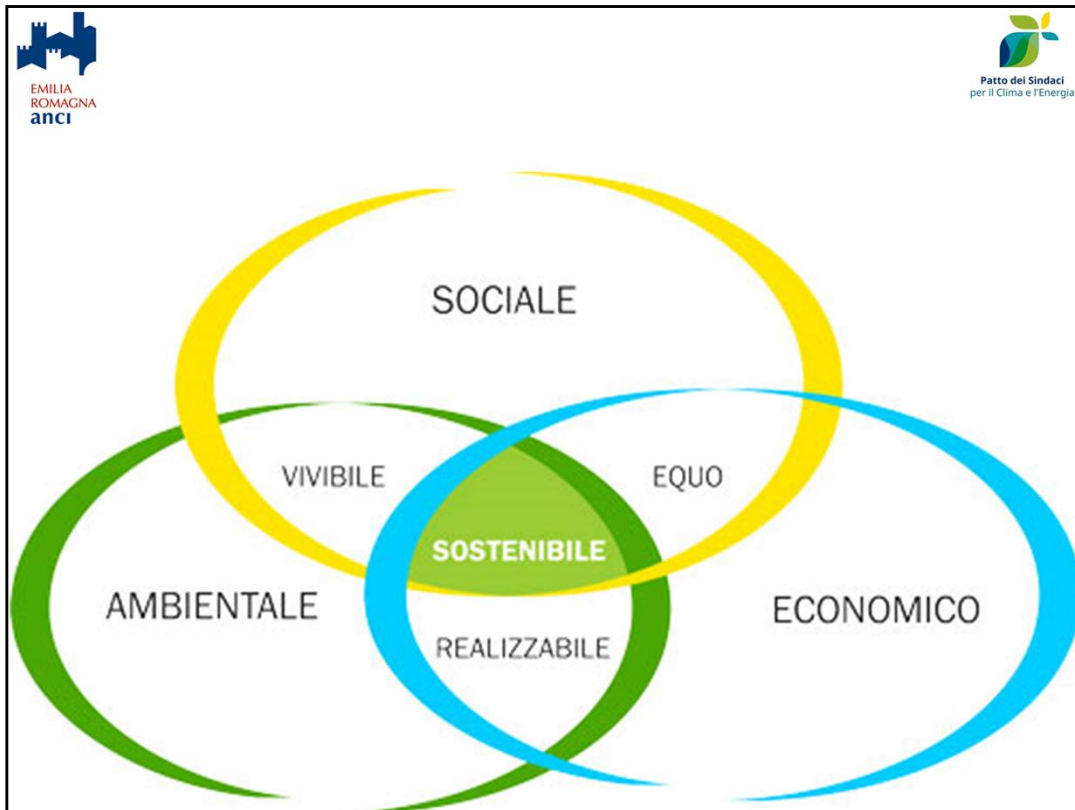 EMILIA
ROMAGNA
anci
Patto dei Sindaci
per il Clima e l'Energia
SOCIALE
VIVIBILE
EQUO
SOSTENIBILE
AMBIENTALE
ECONOMICO
REALIZZABILE